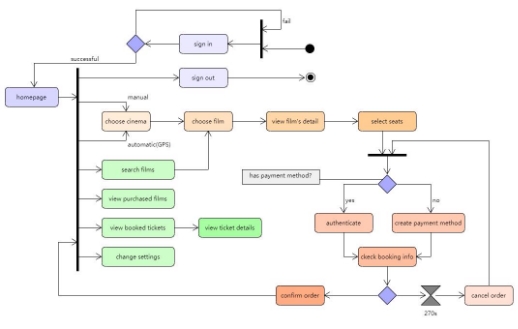 fail
sign in
successful
sign out
homepage
manual
choose cinema
choose film
view film's detail
select seats
automatic(GPS)
search films
has payment method?
view purchased films
yes
no
authenticate
create payment method
view booked tickets
view ticket details
change settings
ckeck booking info
confirm order
cancel order
270s